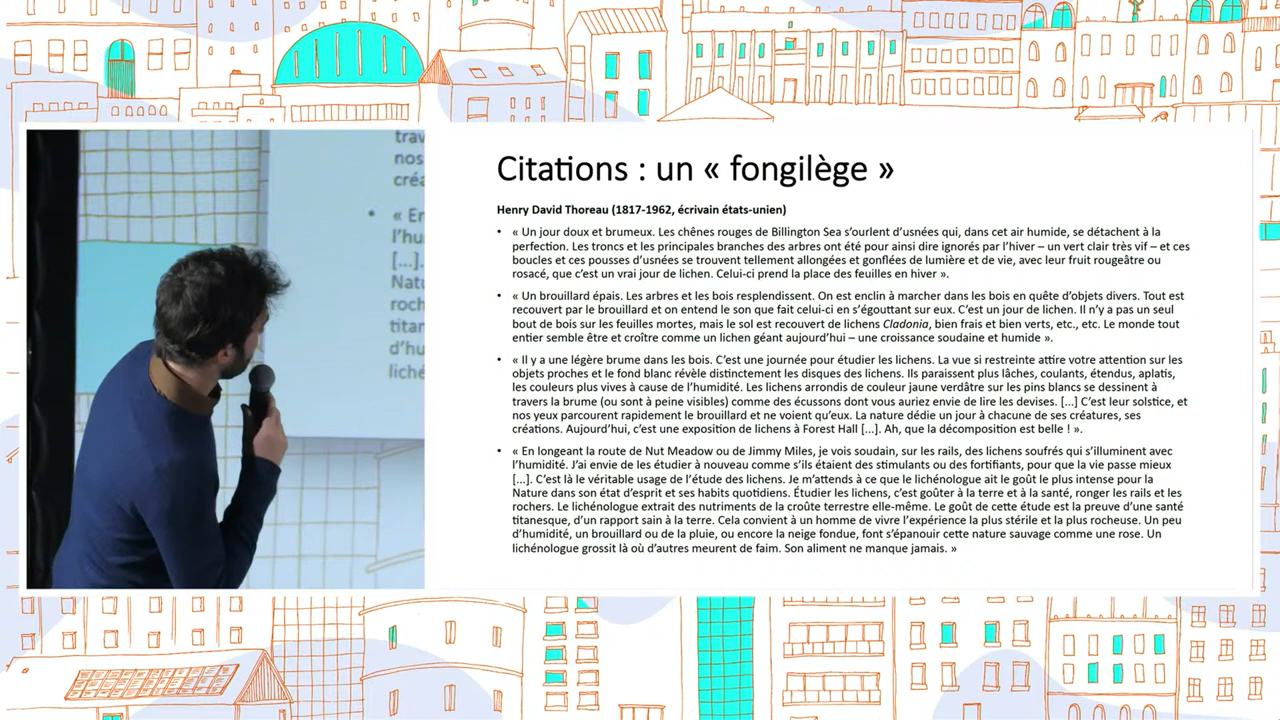 trav
nos
créa
• « En
l'hu
[...].
Natu
roch
titan
d'hu
liché
Citations : un « fongilège »
Henry David Thoreau (1817-1962, écrivain états-unien)
• « Un jour doux et brumeux. Les chênes rouges de Billington Sea s'ourlent d'usnées qui, dans cet air humide, se détachent à la
perfection. Les troncs et les principales branches des arbres ont été pour ainsi dire ignorés par l'hiver – un vert clair très vif – et ces
boucles et ces pousses d'usnées se trouvent tellement allongées et gonflées de lumière et de vie, avec leur fruit rougeâtre ou
rosacé, que c'est un vrai jour de lichen. Celui-ci prend la place des feuilles en hiver ».
• « Un brouillard épais. Les arbres et les bois resplendissent. On est enclin à marcher dans les bois en quête d'objets divers. Tout est
recouvert par le brouillard et on entend le son que fait celui-ci en s'égouttant sur eux. C'est un jour de lichen. Il n'y a pas un seul
bout de bois sur les feuilles mortes, mais le sol est recouvert de lichens Cladonia, bien frais et bien verts, etc., etc. Le monde tout
entier semble être et croître comme un lichen géant aujourd'hui – une croissance soudaine et humide ».
• « Il y a une légère brume dans les bois. C'est une journée pour étudier les lichens. La vue si restreinte attire votre attention sur les
objets proches et le fond blanc révèle distinctement les disques des lichens. Ils paraissent plus lâches, coulants, étendus, aplatis,
les couleurs plus vives à cause de l'humidité. Les lichens arrondis de couleur jaune verdâtre sur les pins blancs se dessinent à
travers la brume (ou sont à peine visibles) comme des écussons dont vous auriez envie de lire les devises. [...] C'est leur solstice, et
nos yeux parcourent rapidement le brouillard et ne voient qu'eux. La nature dédie un jour à chacune de ses créatures, ses
créations. Aujourd'hui, c'est une exposition de lichens à Forest Hall [...]. Ah, que la décomposition est belle ! ».
• « En longeant la route de Nut Meadow ou de Jimmy Miles, je vois soudain, sur les rails, des lichens soufrés qui s'illuminent avec
l'humidité. J'ai envie de les étudier à nouveau comme s'ils étaient des stimulants ou des fortifiants, pour que la vie passe mieux
[...]. C'est là le véritable usage de l'étude des lichens. Je m'attends à ce que le lichénologue ait le goût le plus intense pour la
Nature dans son état d'esprit et ses habits quotidiens. Étudier les lichens, c'est goûter à la terre et à la santé, ronger les rails et les
rochers. Le lichénologue extrait des nutriments de la croûte terrestre elle-même. Le goût de cette étude est la preuve d'une santé
titanesque, d'un rapport sain à la terre. Cela convient à un homme de vivre l'expérience la plus stérile et la plus rocheuse. Un peu
d'humidité, un brouillard ou de la pluie, ou encore la neige fondue, font s'épanouir cette nature sauvage comme une rose. Un
lichénologue grossit là où d'autres meurent de faim. Son aliment ne manque jamais. »